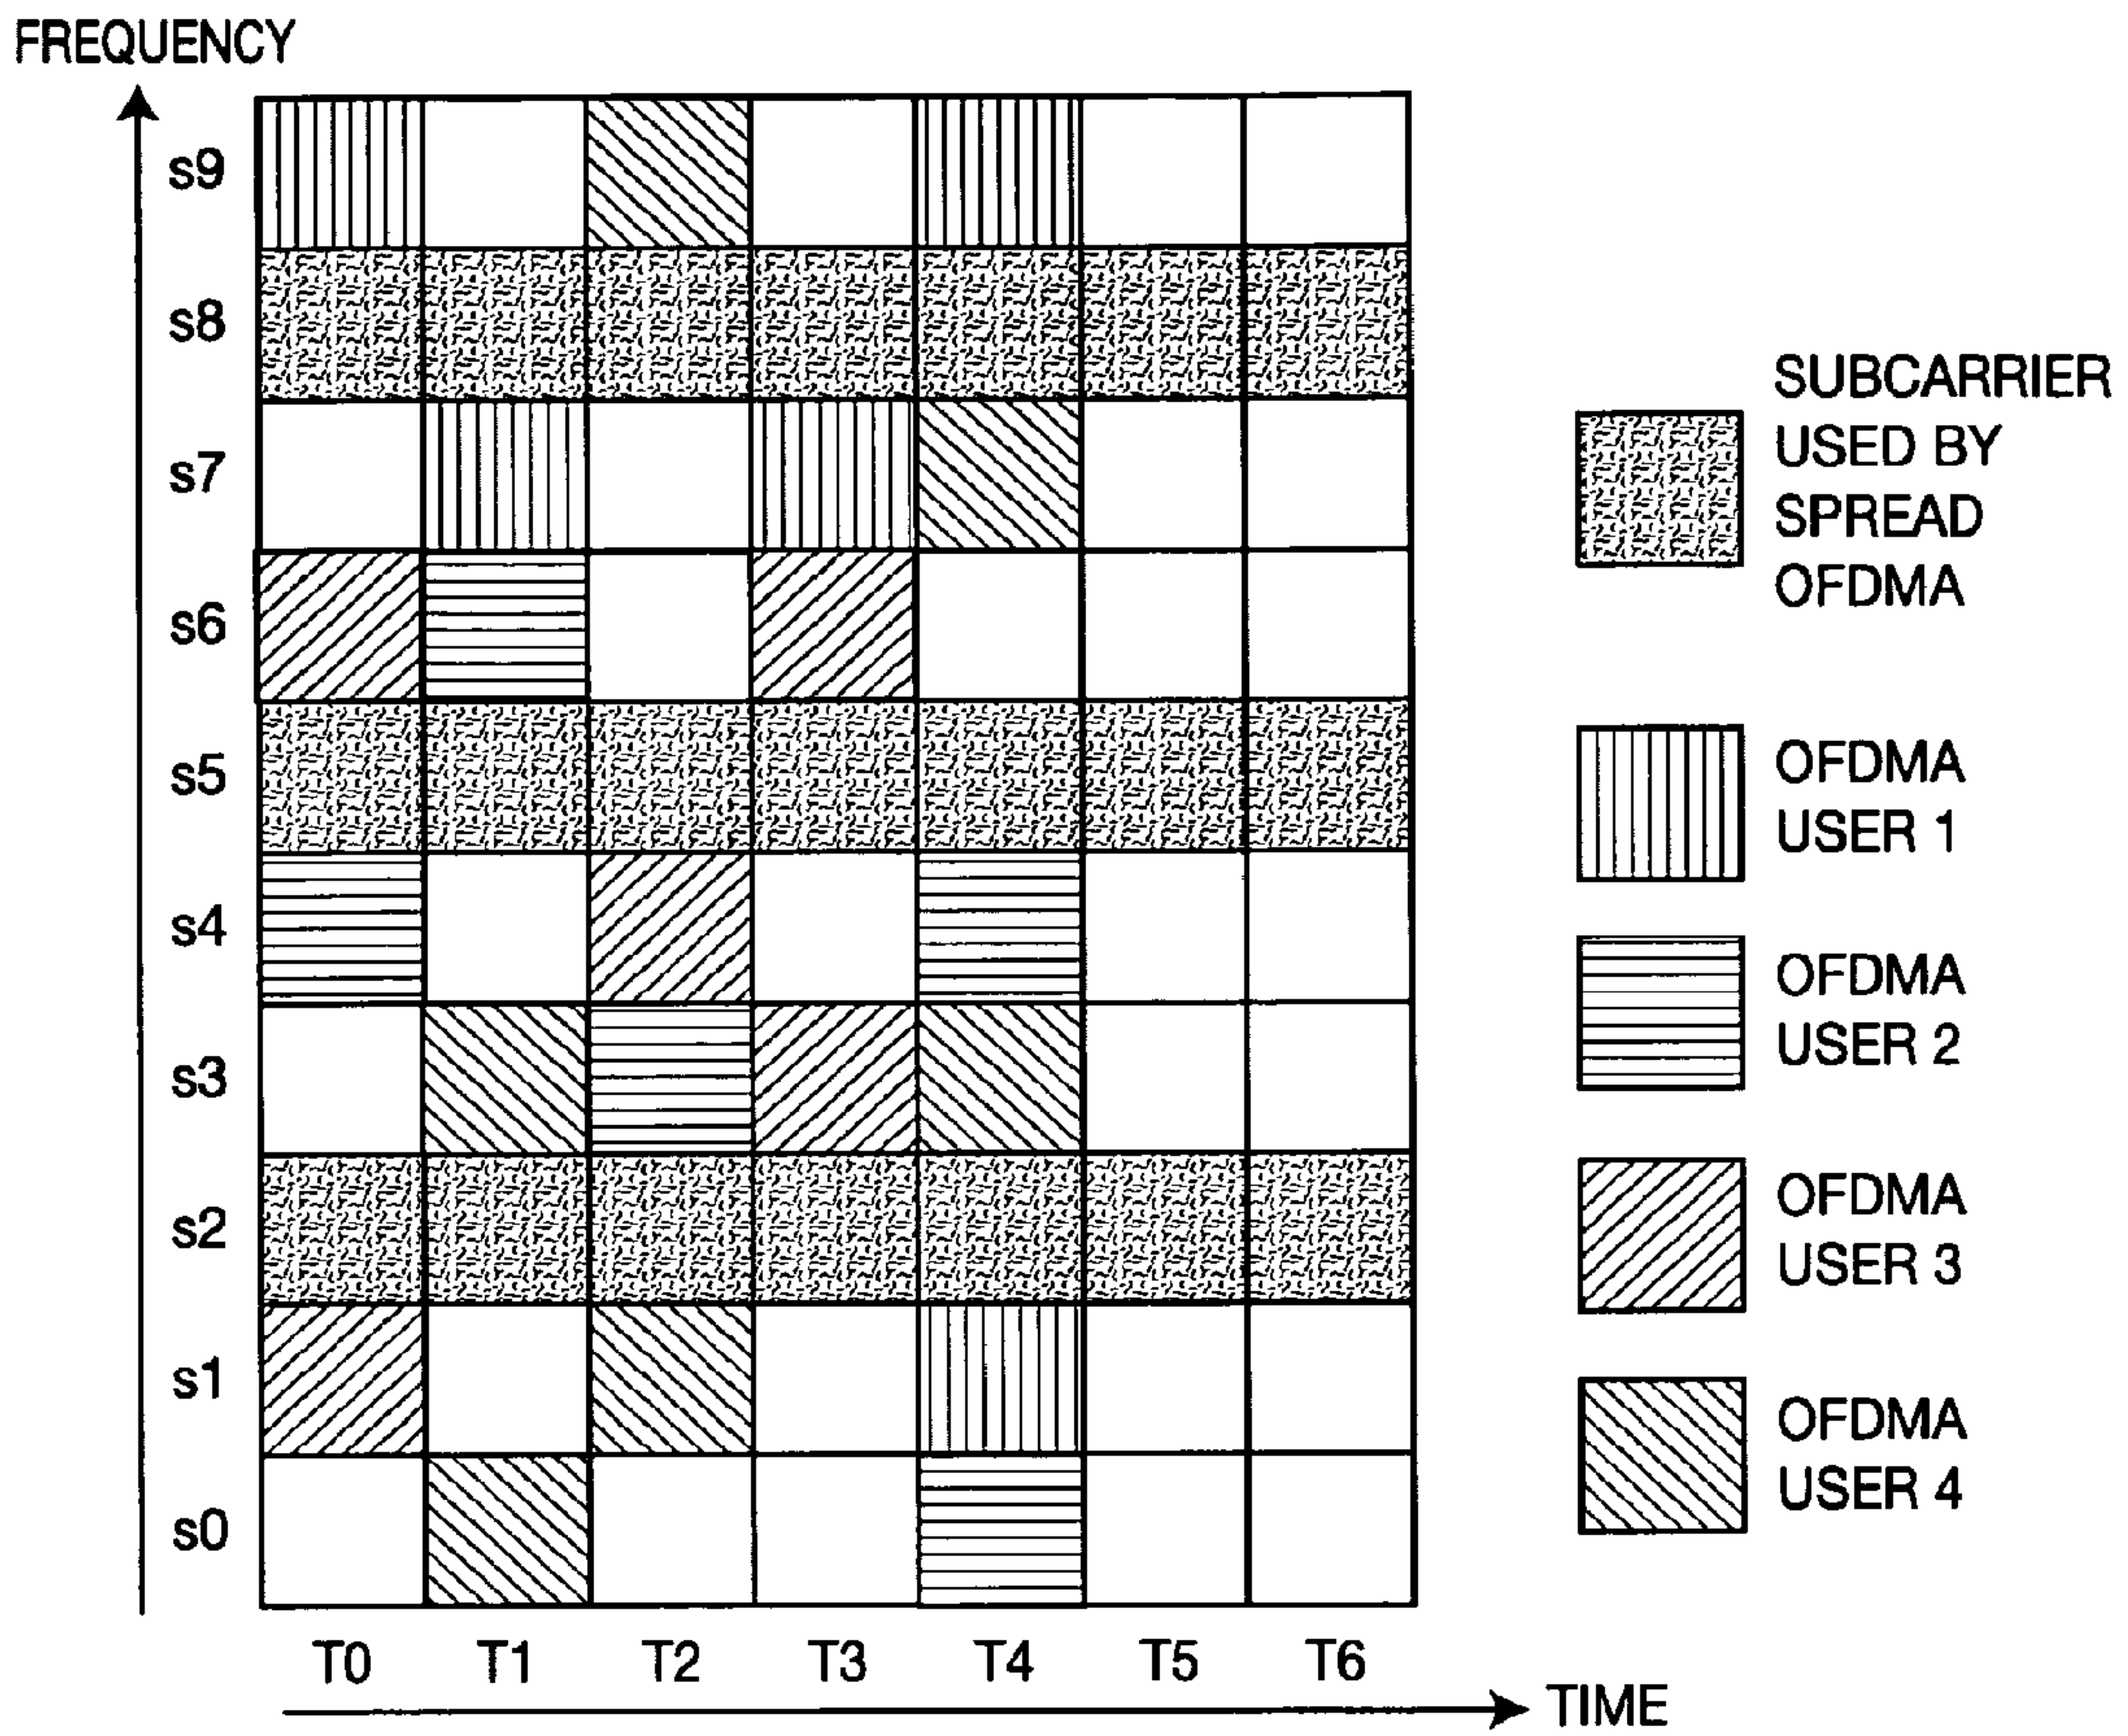 FREQUENCY
s9
s8
s7
s6
s5
s4
s3
s2
s1
s0
T0 T1 T2 T3 T4 T5 T6
TIME
SUBCARRIER
USED BY
SPREAD
OFDMA
OFDMA
USER 1
OFDMA
USER 2
OFDMA
USER 3
OFDMA
USER 4